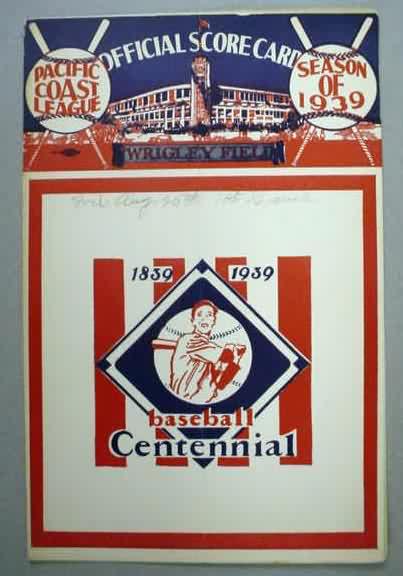 OFFICIAL SCORE CARD
PACIFIC
COAST
LEAGUE
SEASON
OF
1939
WRIGLEY FIELD
1839 1939
baseball
Centennial